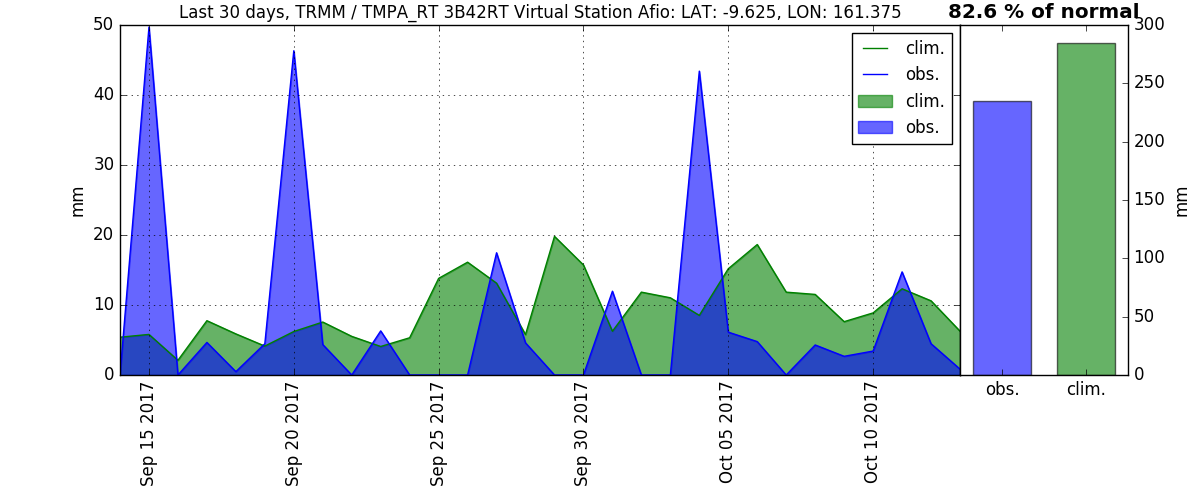 Last 30 days, TRMM / TMPA_RT 3B42RT Virtual Station Afio: LAT: -9.625, LON: 161.375
82.6 % of normal
50
40
30
20
10
0
mm
clim.
obs.
clim.
obs.
300
250
200
150
100
50
0
mm
Sep 15 2017
Sep 20 2017
Sep 25 2017
Sep 30 2017
Oct 05 2017
Oct 10 2017
obs.
clim.